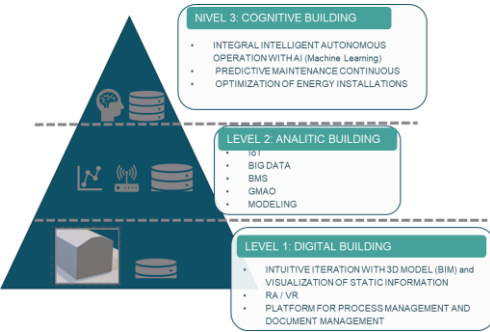 NIVEL 3: COGNITIVE BUILDING
• INTEGRAL INTELLIGENT AUTONOMOUS
OPERATION WITH AI (Machine Learning)
• PREDICTIVE MAINTENANCE CONTINUOUS
• OPTIMIZATION OF ENERGY INSTALLATIONS
LEVEL 2: ANALITIC BUILDING
• IoT
• BIG DATA
• BMS
• GMAO
• MODELING
LEVEL 1: DIGITAL BUILDING
• INTUITIVE ITERATION WITH 3D MODEL (BIM) and
VISUALIZATION OF STATIC INFORMATION
• RA / VR
• PLATFORM FOR PROCESS MANAGEMENT AND
DOCUMENT MANAGEMENT